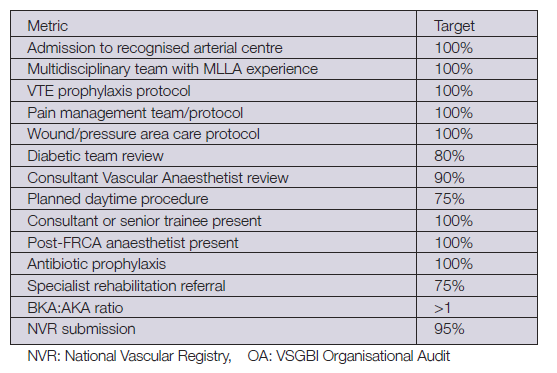 Metric Target
Admission to recognised arterial centre 100%
Multidisciplinary team with MLLA experience 100%
VTE prophylaxis protocol 100%
Pain management team/protocol 100%
Wound/pressure area care protocol 100%
Diabetic team review 80%
Consultant Vascular Anaesthetist review 90%
Planned daytime procedure 75%
Consultant or senior trainee present 100%
Post-FRCA anaesthetist present 100%
Antibiotic prophylaxis 100%
Specialist rehabilitation referral 75%
BKA:AKA ratio >1
NVR submission 95%
NVR: National Vascular Registry, OA: VSGBI Organisational Audit